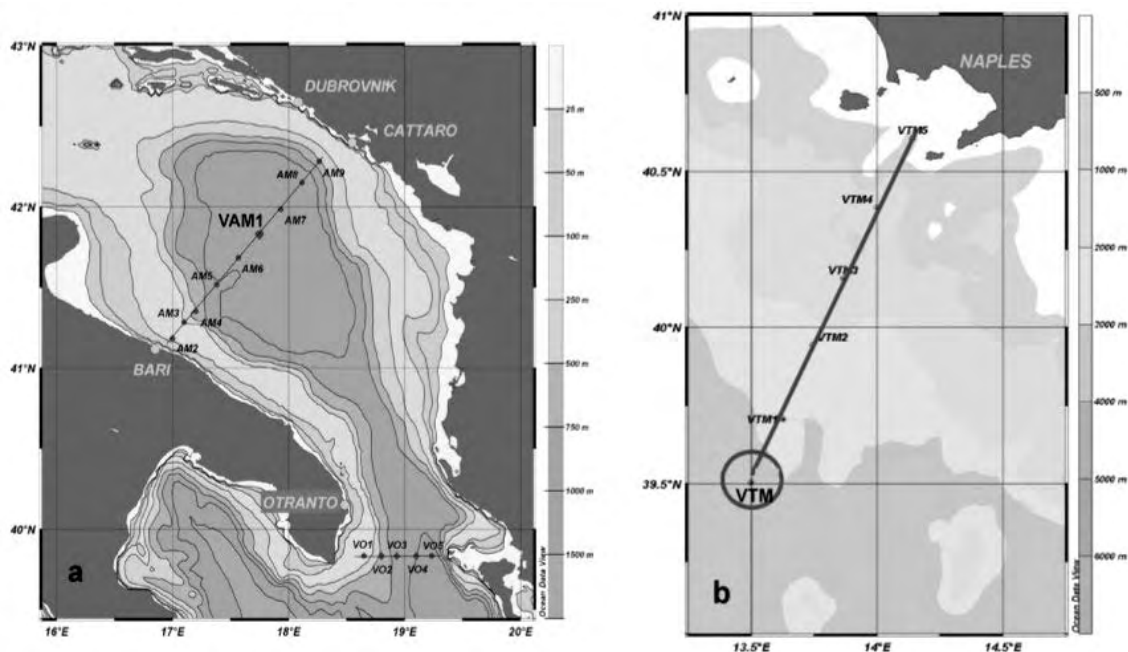 43°N
42°N
41°N
40°N
16°E
17°E
18°E
19°E
20°E
DUBROVNIK
CATTARO
AM8
AM9
VAM1
AM7
AM5
AM6
AM3
AM4
AM2
BARI
OTRANTO
VO1
VO3
VO5
VO2
VO4
a
25 m
50 m
100 m
250 m
500 m
750 m
1000 m
1500 m
Ocean Data View
41°N
40.5°N
40°N
39.5°N
13.5°E
14°E
14.5°E
NAPLES
VTM5
VTM4
VTM3
VTM2
VTM1
VTM
b
500 m
1000 m
2000 m
3000 m
4000 m
5000 m
6000 m
Ocean Data View